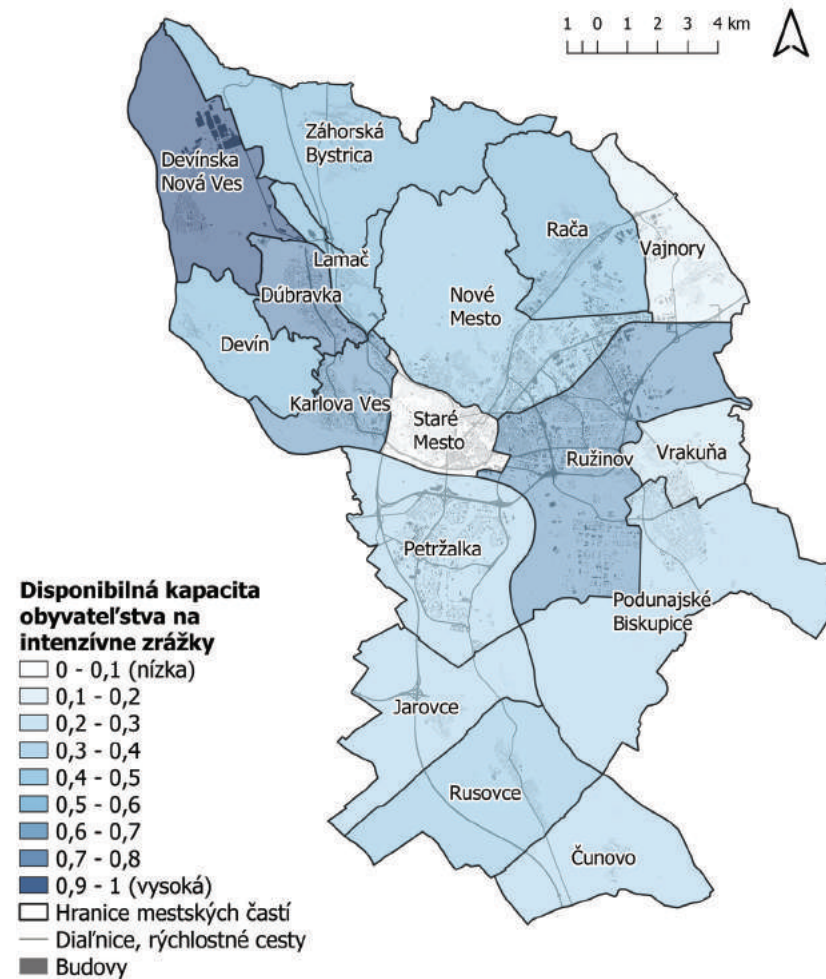 1 0 1 2 3 4 km
Záhorská
Bystrica
Devínska
Nová Ves
Rača
Vajnory
Lamač
Dúbravka
Nové
Mesto
Devín
Karlova Ves
Staré
Mesto
Ružinov
Vrakuňa
Petržalka
Podunajské
Biskupice
Jarovce
Rusovce
Čunovo
Disponibilná kapacita
obyvateľstva na
intenzívne zrážky
0 - 0,1 (nízka)
0,1 - 0,2
0,2 - 0,3
0,3 - 0,4
0,4 - 0,5
0,5 - 0,6
0,6 - 0,7
0,7 - 0,8
0,9 - 1 (vysoká)
Hranice mestských častí
Diaľnice, rýchlostné cesty
Budovy